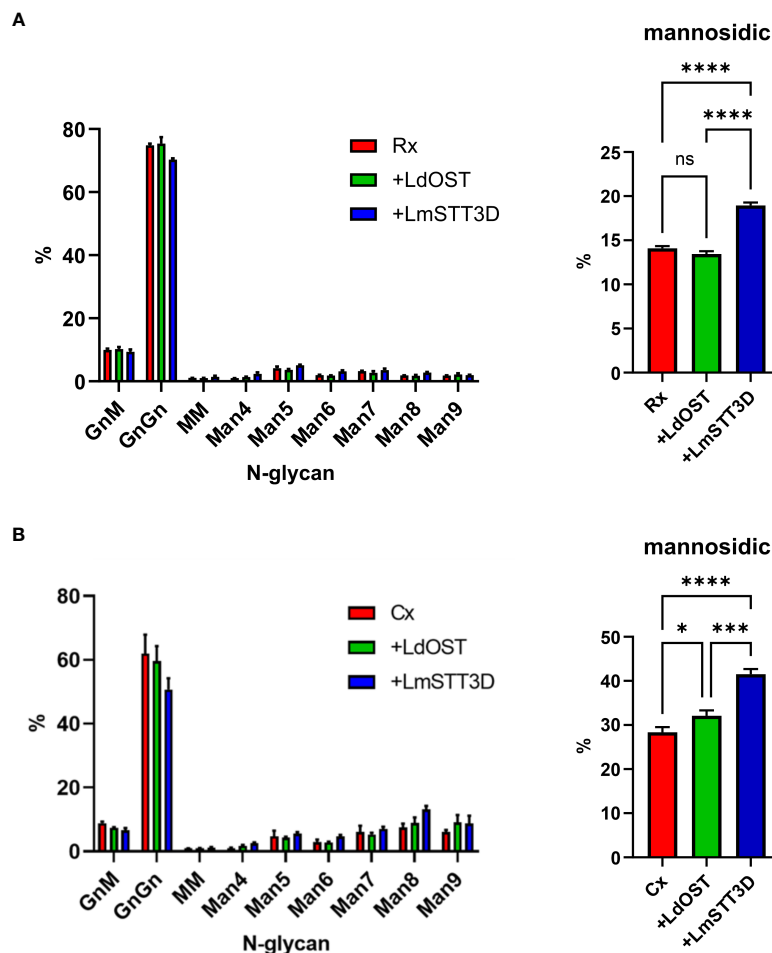 A
mannosidic
****
****
ns
80
60
40
20
0
%
Rx
+LdOST
+LmSTT3D
GnM GnGn MM Man4 Man5 Man6 Man7 Man8 Man9
N-glycan
25
20
15
10
5
0
%
Rx +LdOST +LmSTT3D
B
mannosidic
****
* ***
80
60
40
20
0
%
Cx
+LdOST
+LmSTT3D
GnM GnGn MM Man4 Man5 Man6 Man7 Man8 Man9
N-glycan
50
40
30
20
10
0
%
Cx +LdOST +LmSTT3D